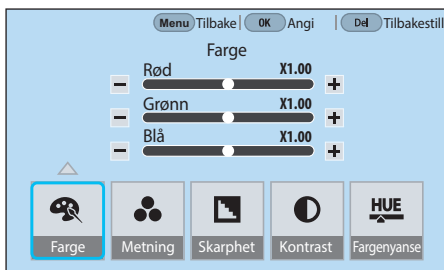 Menu Tilbake | OK Angi | Del Tilbakestill
Farge
Rød X1.00
Grønn X1.00
Blå X1.00
HUE
Farge Metning Skarphet Kontrast Fargenyanse